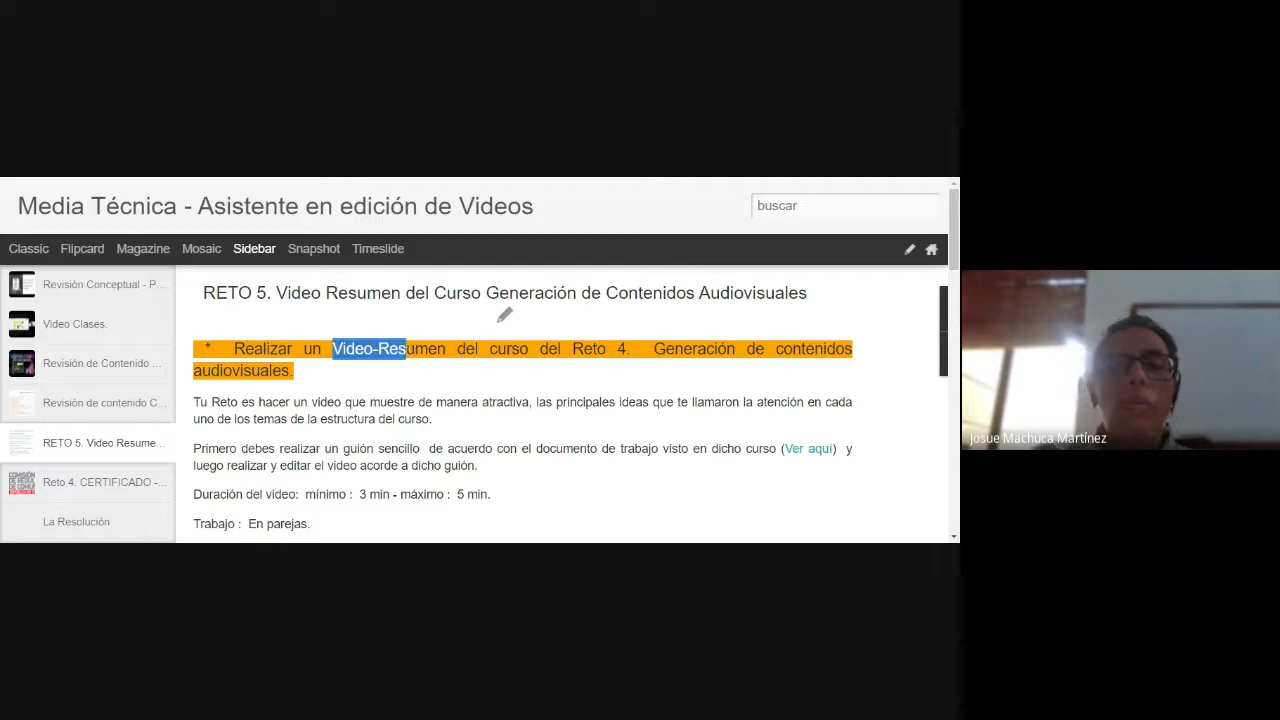 Media Técnica - Asistente en edición de Videos
buscar
Classic Flipcard Magazine Mosaic Sidebar Snapshot Timeslide
Revisión Conceptual - P...
Video Clases.
Revisión de Contenido ...
Revisión de contenido C...
RETO 5. Video Resume...
Reto 4. CERTIFICADO -...
La Resolución
RETO 5. Video Resumen del Curso Generación de Contenidos Audiovisuales
* Realizar un Video-Resumen del curso del Reto 4. Generación de contenidos
audiovisuales.
Tu Reto es hacer un video que muestre de manera atractiva, las principales ideas que te llamaron la atención en cada
uno de los temas de la estructura del curso.
Primero debes realizar un guión sencillo de acuerdo con el documento de trabajo visto en dicho curso (Ver aquí) y
luego realizar y editar el video acorde a dicho guión.
Duración del video: mínimo : 3 min - máximo : 5 min.
Trabajo : En parejas.
Josue Machuca Martínez